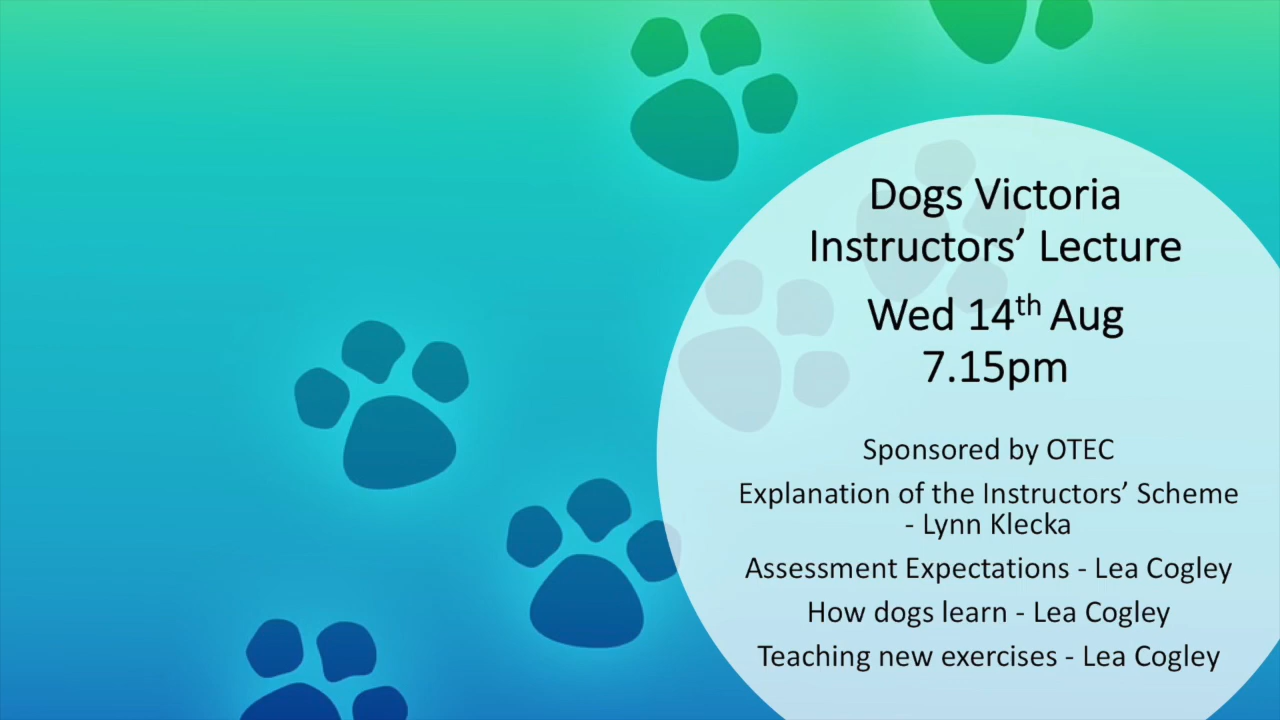 Dogs Victoria
Instructors’ Lecture
Wed 14th Aug
7.15pm
Sponsored by OTEC
Explanation of the Instructors’ Scheme
- Lynn Klecka
Assessment Expectations - Lea Cogley
How dogs learn - Lea Cogley
Teaching new exercises - Lea Cogley